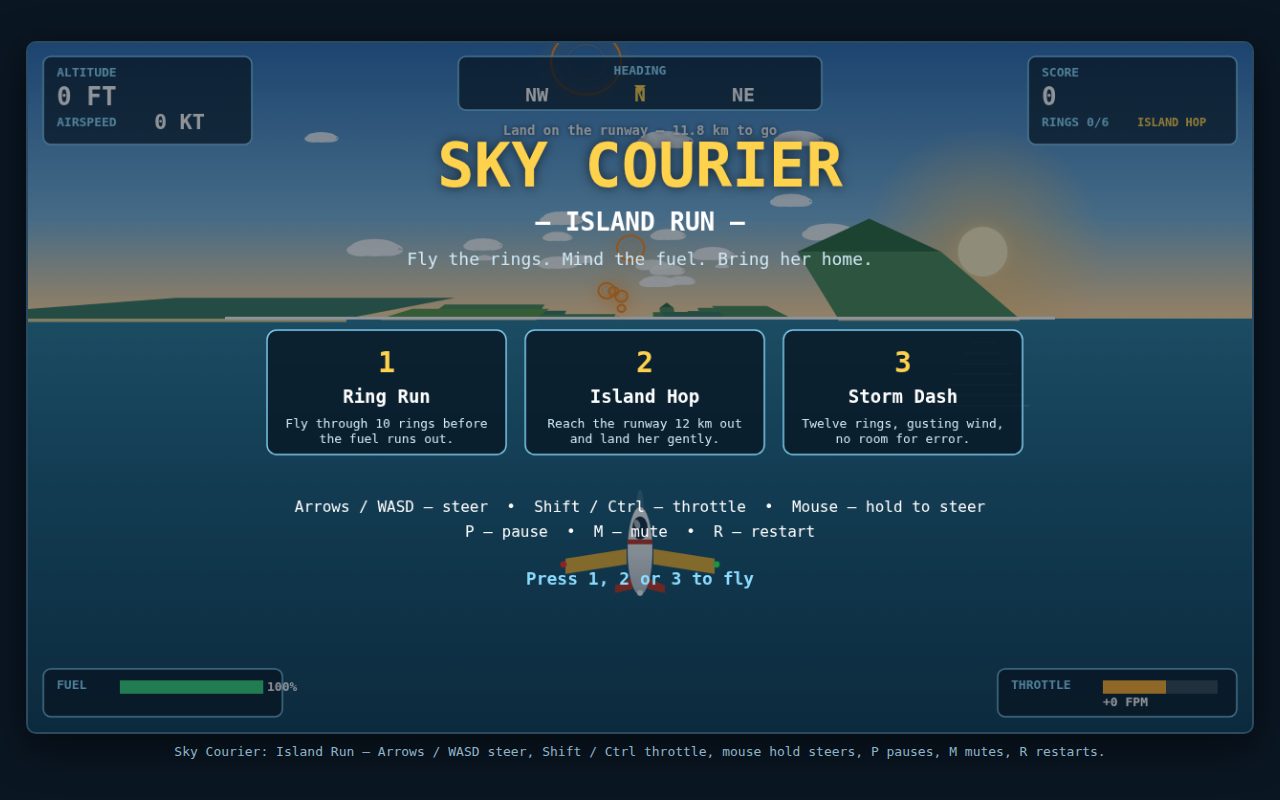 ALTITUDE
0 FT
AIRSPEED 0 KT
HEADING
NW N NE
SCORE
0
RINGS 0/6 ISLAND HOP
Land on the runway — 11.8 km to go
SKY COURIER
— ISLAND RUN —
Fly the rings. Mind the fuel. Bring her home.
1
Ring Run
Fly through 10 rings before
the fuel runs out.
2
Island Hop
Reach the runway 12 km out
and land her gently.
3
Storm Dash
Twelve rings, gusting wind,
no room for error.
Arrows / WASD — steer • Shift / Ctrl — throttle • Mouse — hold to steer
P — pause • M — mute • R — restart
Press 1, 2 or 3 to fly
FUEL 100%
THROTTLE
+0 FPM
Sky Courier: Island Run — Arrows / WASD steer, Shift / Ctrl throttle, mouse hold steers, P pauses, M mutes, R restarts.